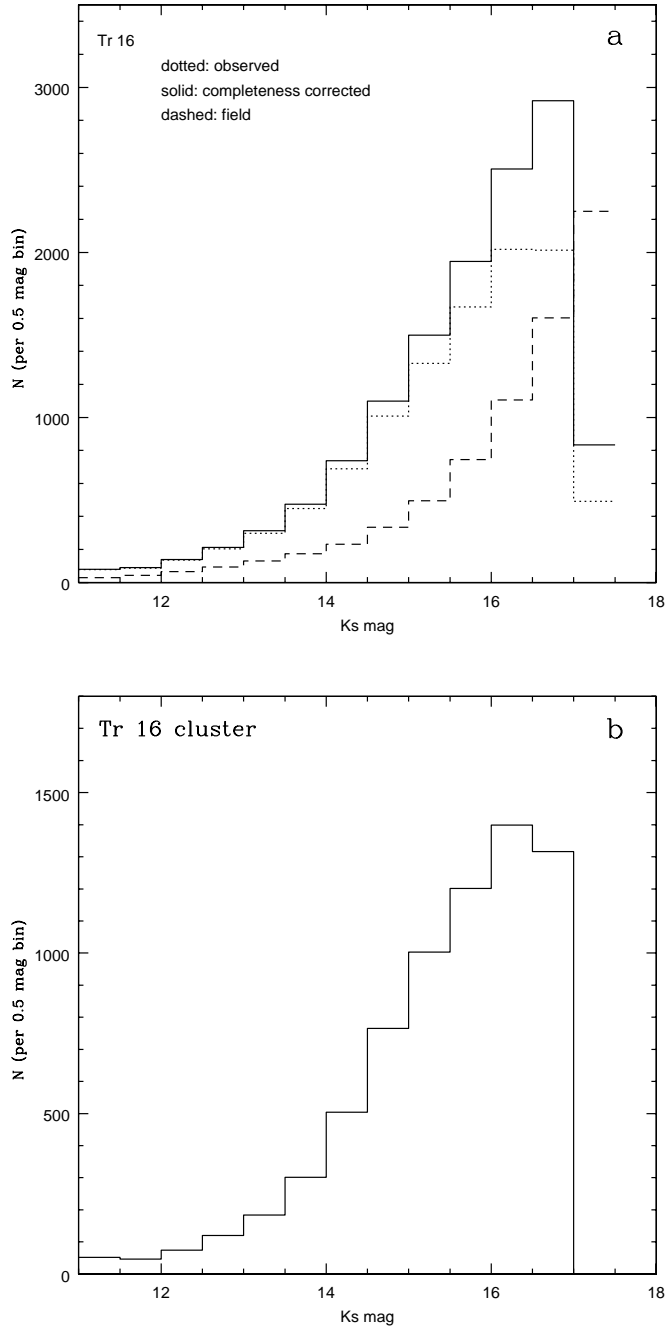 Tr 16
a
dotted: observed
solid: completeness corrected
dashed: field
3000
2000
1000
0
N (per 0.5 mag bin)
12 14 16 18
Ks mag
Tr 16 cluster
b
1500
1000
500
0
N (per 0.5 mag bin)
12 14 16 18
Ks mag